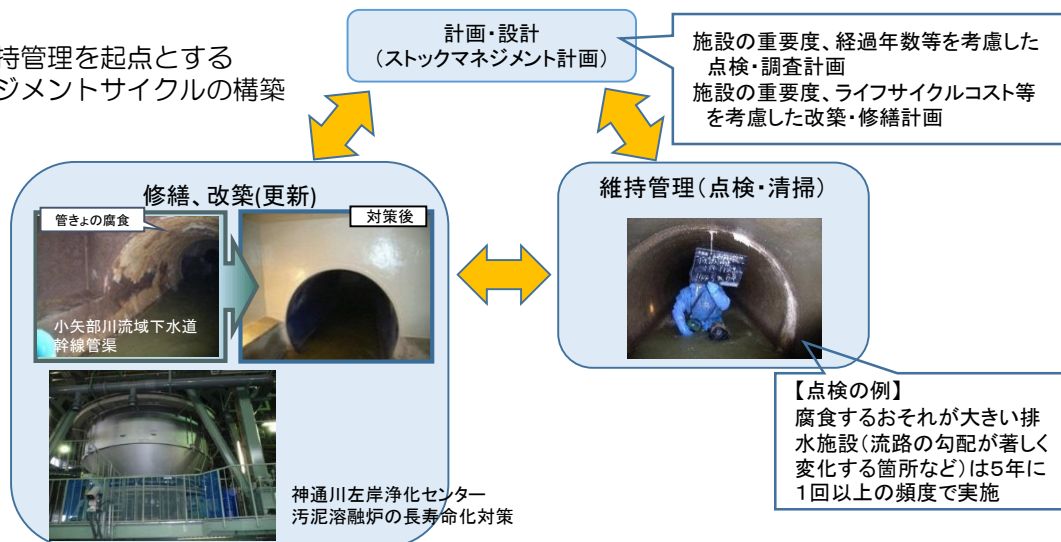 持管理を起点とする
ジメントサイクルの構築
計画・設計
(ストックマネジメント計画)
施設の重要度、経過年数等を考慮した
点検・調査計画
施設の重要度、ライフサイクルコスト等
を考慮した改築・修繕計画
修繕、改築(更新)
管きょの腐食
対策後
小矢部川流域下水道
幹線管渠
神通川左岸浄化センター
汚泥溶融炉の長寿命化対策
維持管理(点検・清掃)
【点検の例】
腐食するおそれが大きい排
水施設(流路の勾配が著しく
変化する箇所など)は5年に
1回以上の頻度で実施